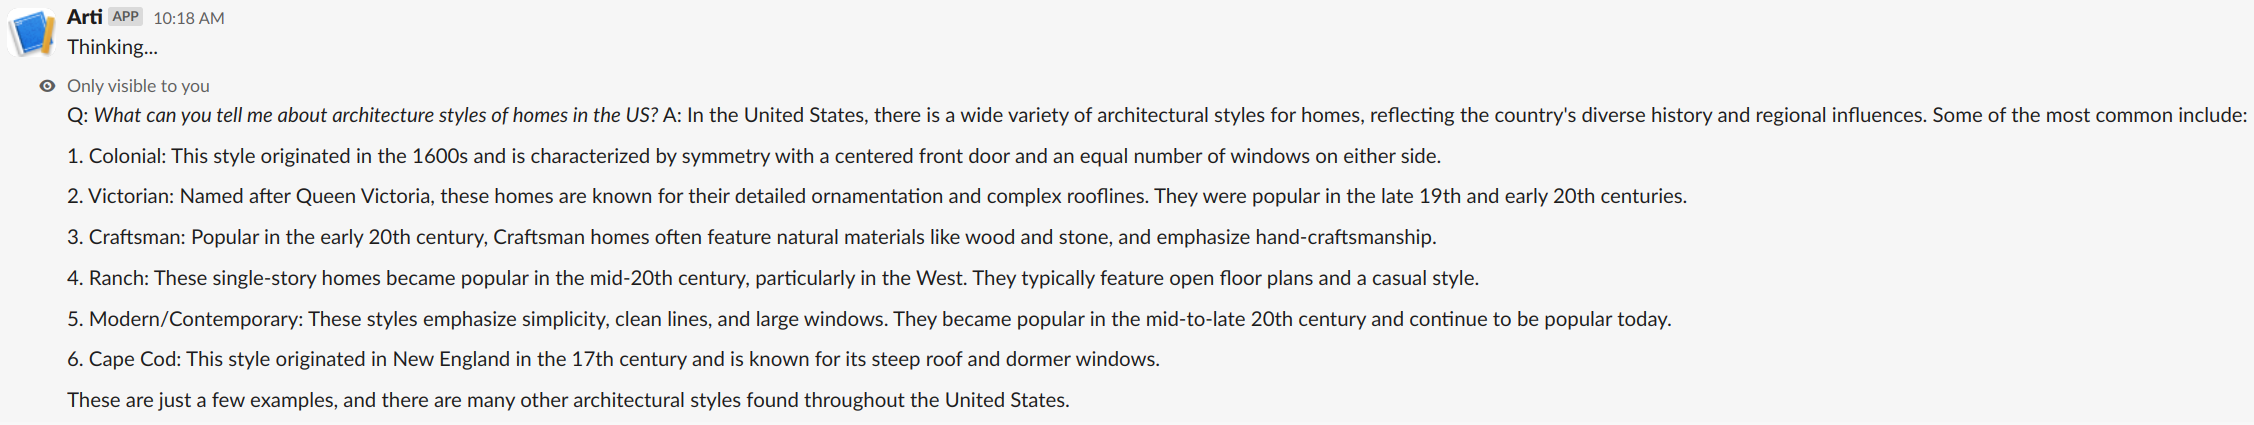 Arti APP 10:18 AM
Thinking...
Only visible to you
Q: What can you tell me about architecture styles of homes in the US? A: In the United States, there is a wide variety of architectural styles for homes, reflecting the country's diverse history and regional influences. Some of the most common include:
1. Colonial: This style originated in the 1600s and is characterized by symmetry with a centered front door and an equal number of windows on either side.
2. Victorian: Named after Queen Victoria, these homes are known for their detailed ornamentation and complex rooflines. They were popular in the late 19th and early 20th centuries.
3. Craftsman: Popular in the early 20th century, Craftsman homes often feature natural materials like wood and stone, and emphasize hand-craftsmanship.
4. Ranch: These single-story homes became popular in the mid-20th century, particularly in the West. They typically feature open floor plans and a casual style.
5. Modern/Contemporary: These styles emphasize simplicity, clean lines, and large windows. They became popular in the mid-to-late 20th century and continue to be popular today.
6. Cape Cod: This style originated in New England in the 17th century and is known for its steep roof and dormer windows.
These are just a few examples, and there are many other architectural styles found throughout the United States.